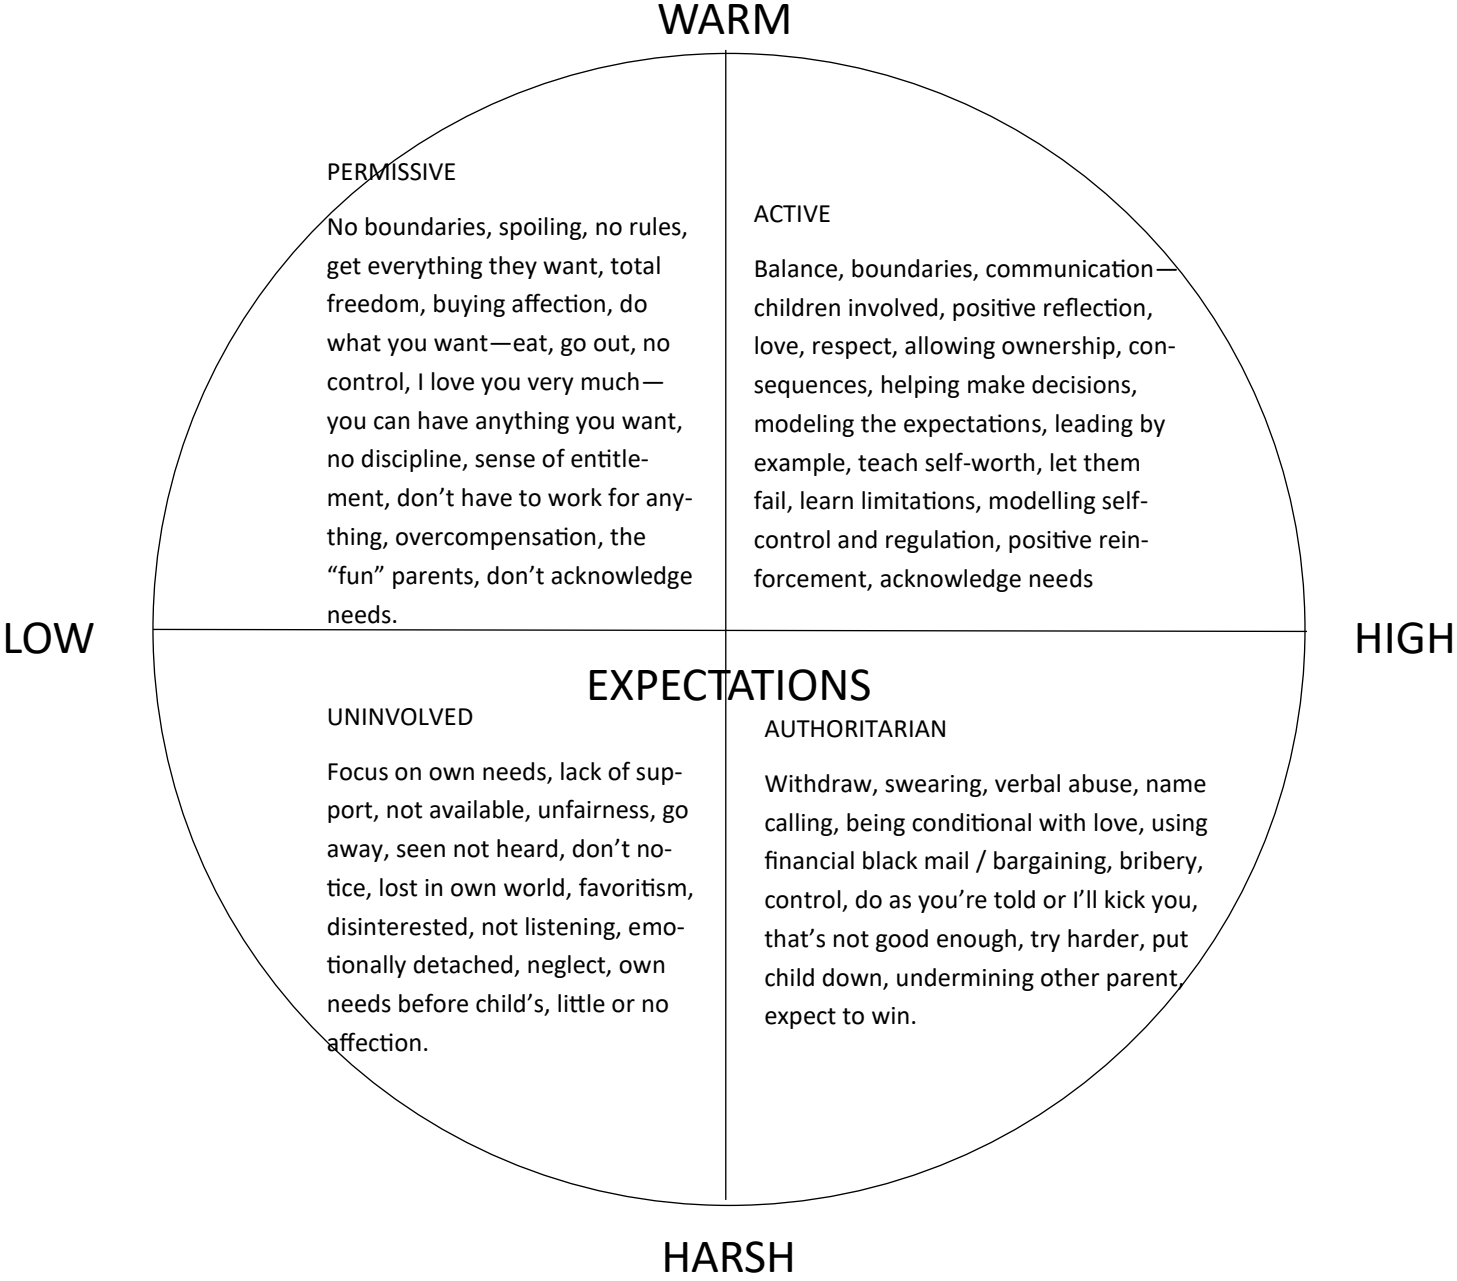 WARM
PERMISSIVE
No boundaries, spoiling, no rules,
get everything they want, total
freedom, buying affection, do
what you want—eat, go out, no
control, I love you very much—
you can have anything you want,
no discipline, sense of entitle-
ment, don’t have to work for any-
thing, overcompensation, the
“fun” parents, don’t acknowledge
needs.
ACTIVE
Balance, boundaries, communication—
children involved, positive reflection,
love, respect, allowing ownership, con-
sequences, helping make decisions,
modeling the expectations, leading by
example, teach self-worth, let them
fail, learn limitations, modelling self-
control and regulation, positive rein-
forcement, acknowledge needs
LOW
HIGH
EXPECTATIONS
UNINVOLVED
Focus on own needs, lack of sup-
port, not available, unfairness, go
away, seen not heard, don’t no-
tice, lost in own world, favoritism,
disinterested, not listening, emo-
tionally detached, neglect, own
needs before child’s, little or no
affection.
AUTHORITARIAN
Withdraw, swearing, verbal abuse, name
calling, being conditional with love, using
financial black mail / bargaining, bribery,
control, do as you’re told or I’ll kick you,
that’s not good enough, try harder, put
child down, undermining other parent,
expect to win.
HARSH